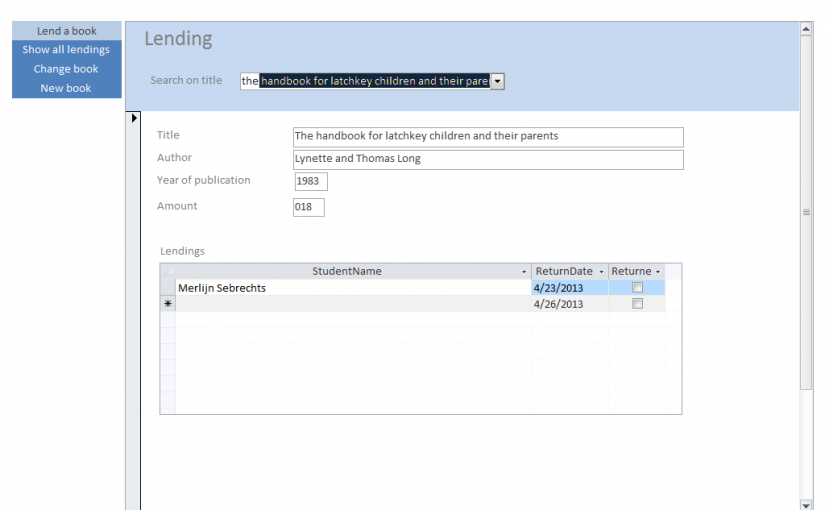 Lend a book
Show all lendings
Change book
New book
Lending
Search on title the handbook for latchkey children and their pare
Title The handbook for latchkey children and their parents
Author Lynette and Thomas Long
Year of publication 1983
Amount 018
Lendings
StudentName ReturnDate Returne
Merlijn Sebrechts 4/23/2013
4/26/2013